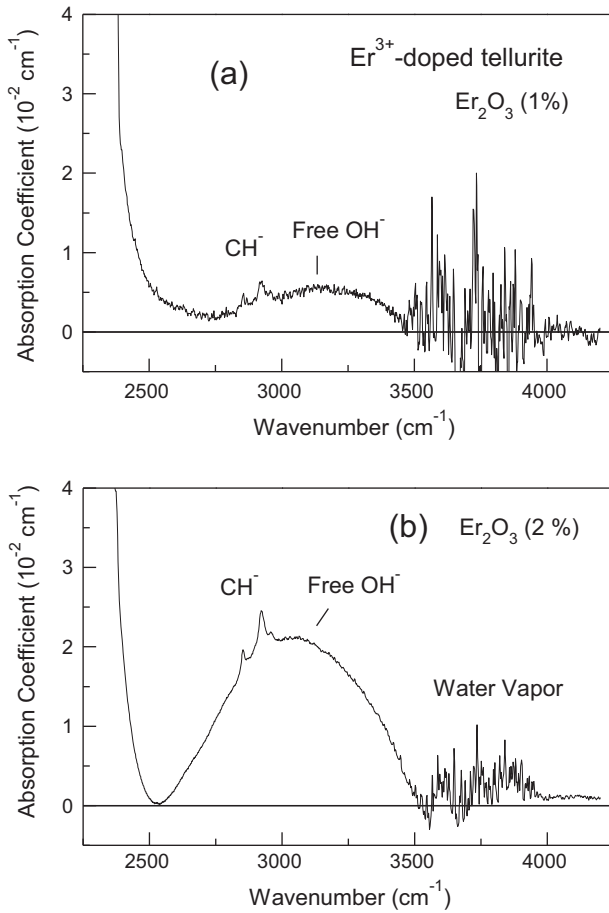 (a)
Er³⁺-doped tellurite
Er₂O₃ (1%)
CH⁻
Free OH⁻
Absorption Coefficient (10⁻² cm⁻¹)
4
3
2
1
0
2500 3000 3500 4000
Wavenumber (cm⁻¹)
(b)
Er₂O₃ (2 %)
CH⁻
Free OH⁻
Water Vapor
Absorption Coefficient (10⁻² cm⁻¹)
4
3
2
1
0
2500 3000 3500 4000
Wavenumber (cm⁻¹)